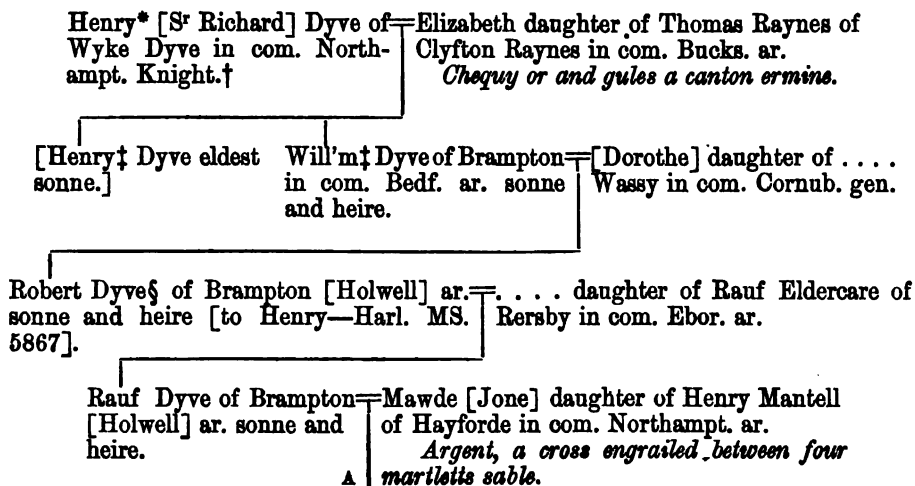 Henry* [Sr Richard] Dyve of
Wyke Dyve in com. North-
ampt. Knight.†
Elizabeth daughter of Thomas Raynes of
Clyfton Raynes in com. Bucks. ar.
Chequy or and gules a canton ermine.
[Henry‡ Dyve eldest
sonne.]
Will'm‡ Dyve of Brampton
in com. Bedf. ar. sonne
and heire.
[Dorothe] daughter of . . . .
Wassy in com. Cornub. gen.
Robert Dyve§ of Brampton [Holwell] ar.
sonne and heire [to Henry—Harl. MS.
5867].
. . . . daughter of Rauf Eldercare of
Rersby in com. Ebor. ar.
Rauf Dyve of Brampton
[Holwell] ar. sonne and
heire.
Mawde [Jone] daughter of Henry Mantell
of Hayforde in com. Northampt. ar.
Argent, a cross engrailed between four
martletts sable.
A